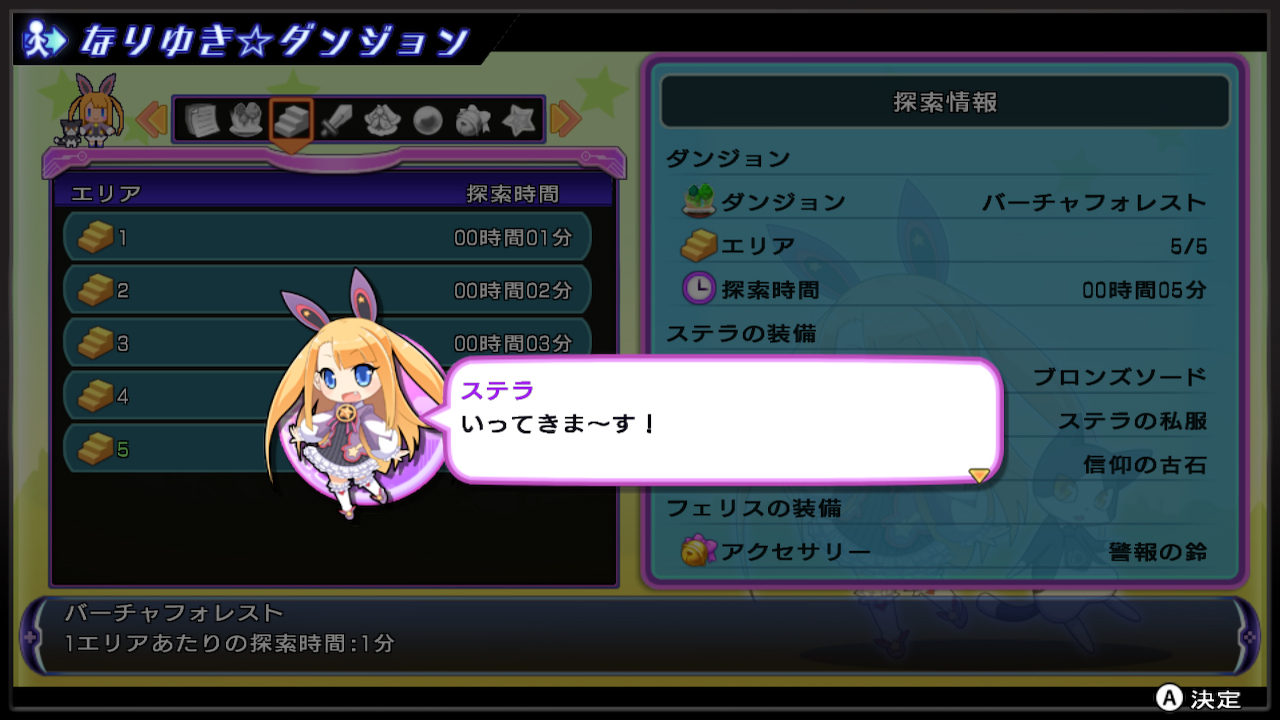 なりゆき☆ダンジョン
エリア 探索時間
1 00時間01分
2 00時間02分
3 00時間03分
4
5
探索情報
ダンジョン
ダンジョン バーチャフォレスト
エリア 5/5
探索時間 00時間05分
ステラの装備
ブロンズソード
ステラの私服
信仰の古石
フェリスの装備
アクセサリー 警報の鈴
ステラ
いってきま～す！
バーチャフォレスト
1エリアあたりの探索時間:1分
A 決定